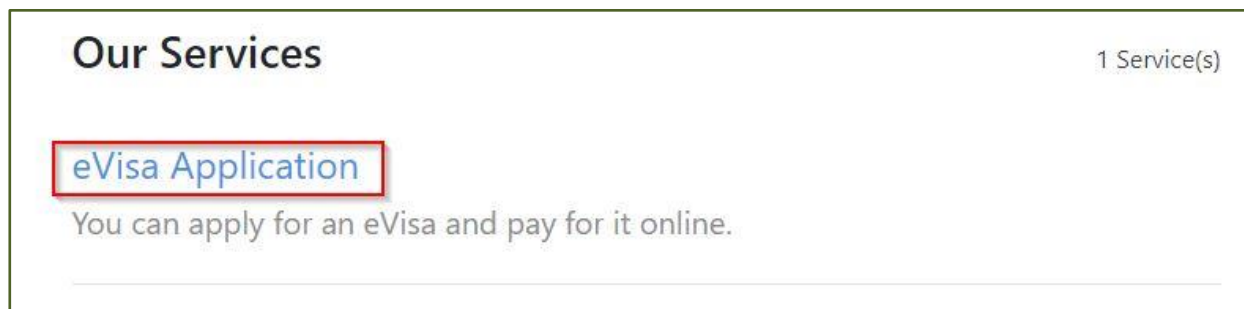 Our Services
1 Service(s)
eVisa Application
You can apply for an eVisa and pay for it online.